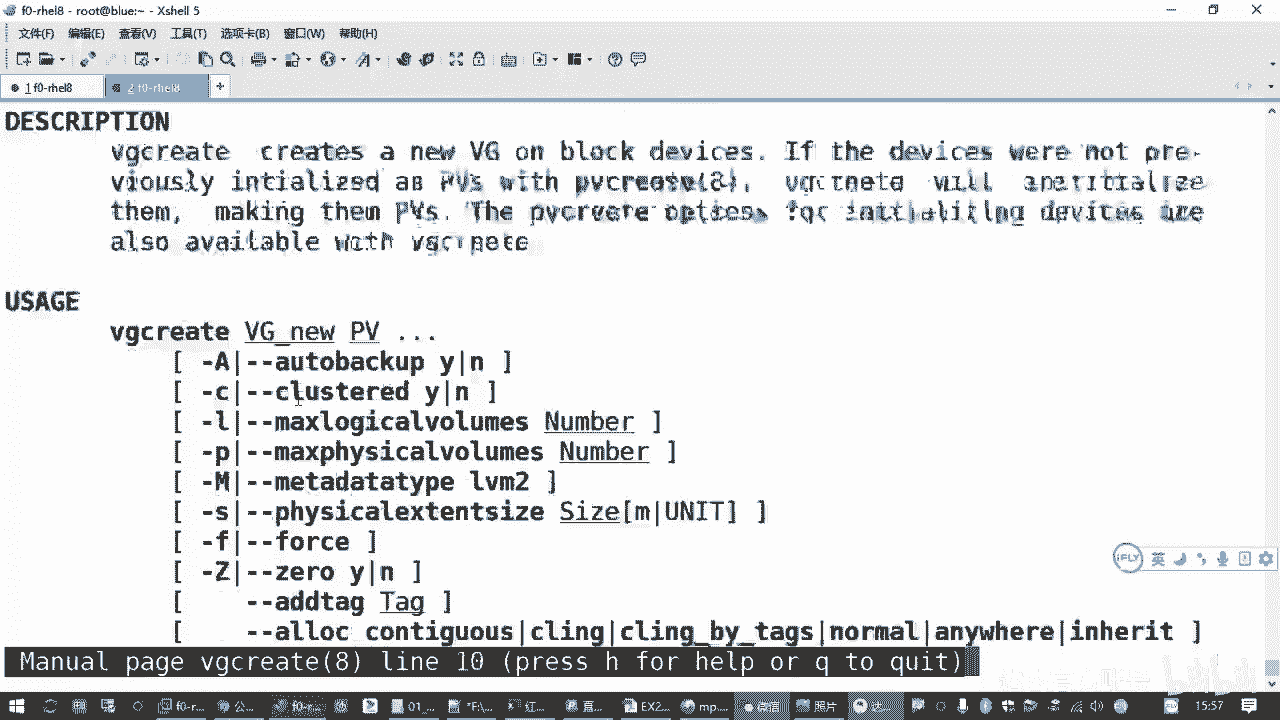 f0-rhel8 - root@blue:~ - Xshell 5
文件(F) 编辑(E) 查看(V) 工具(T) 选项卡(B) 窗口(W) 帮助(H)
1 f0-rhel8 2 f0-rhel8 +
DESCRIPTION
vgcreate creates a new VG on block devices. If the devices were not pre-
viously intialized as PVs with pvcreate(8), vgcreate will
them, making them PVs. The pvcreate options for initializing devices are
also available with vgcreate
USAGE
vgcreate VG_new PV ...
[ -A|--autobackup y|n ]
[ -c|--clustered y|n ]
[ -l|--maxlogicalvolumes Number ]
[ -p|--maxphysicalvolumes Number ]
[ -M|--metadatatype lvm2 ]
[ -s|--physicalextentsize Size[m|UNIT] ]
[ -f|--force ]
[ -Z|--zero y|n ]
[ --addtag Tag ]
[ --alloc contiguous|cling|cling_by_tags|normal|anywhere|inherit ]
Manual page vgcreate(8) line 10 (press h for help or q to quit)
iFLY 英
f0-r... 公... f0-r... 01_... "E\... 红... 直... EX2... mp... 照片 15:57